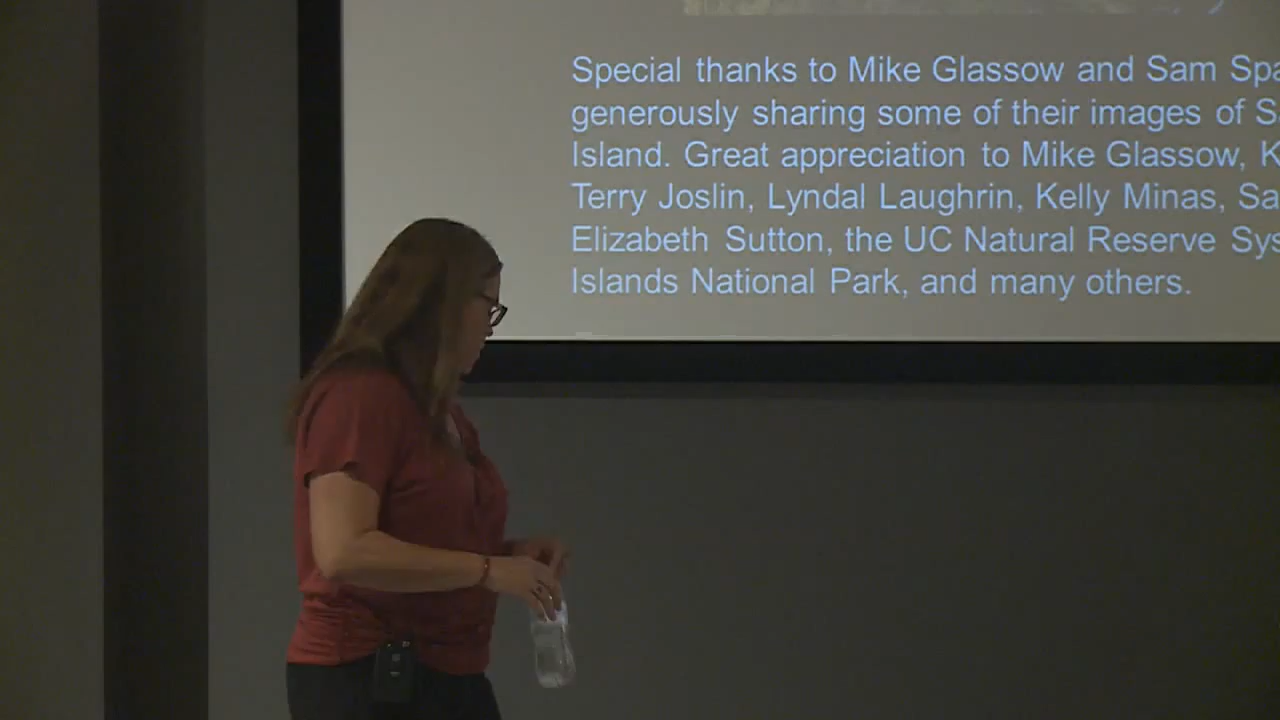 Special thanks to Mike Glassow and Sam
generously sharing some of their images of
Island. Great appreciation to Mike Glassow,
Terry Joslin, Lyndal Laughrin, Kelly Minas,
Elizabeth Sutton, the UC Natural Reserve
Islands National Park, and many others.